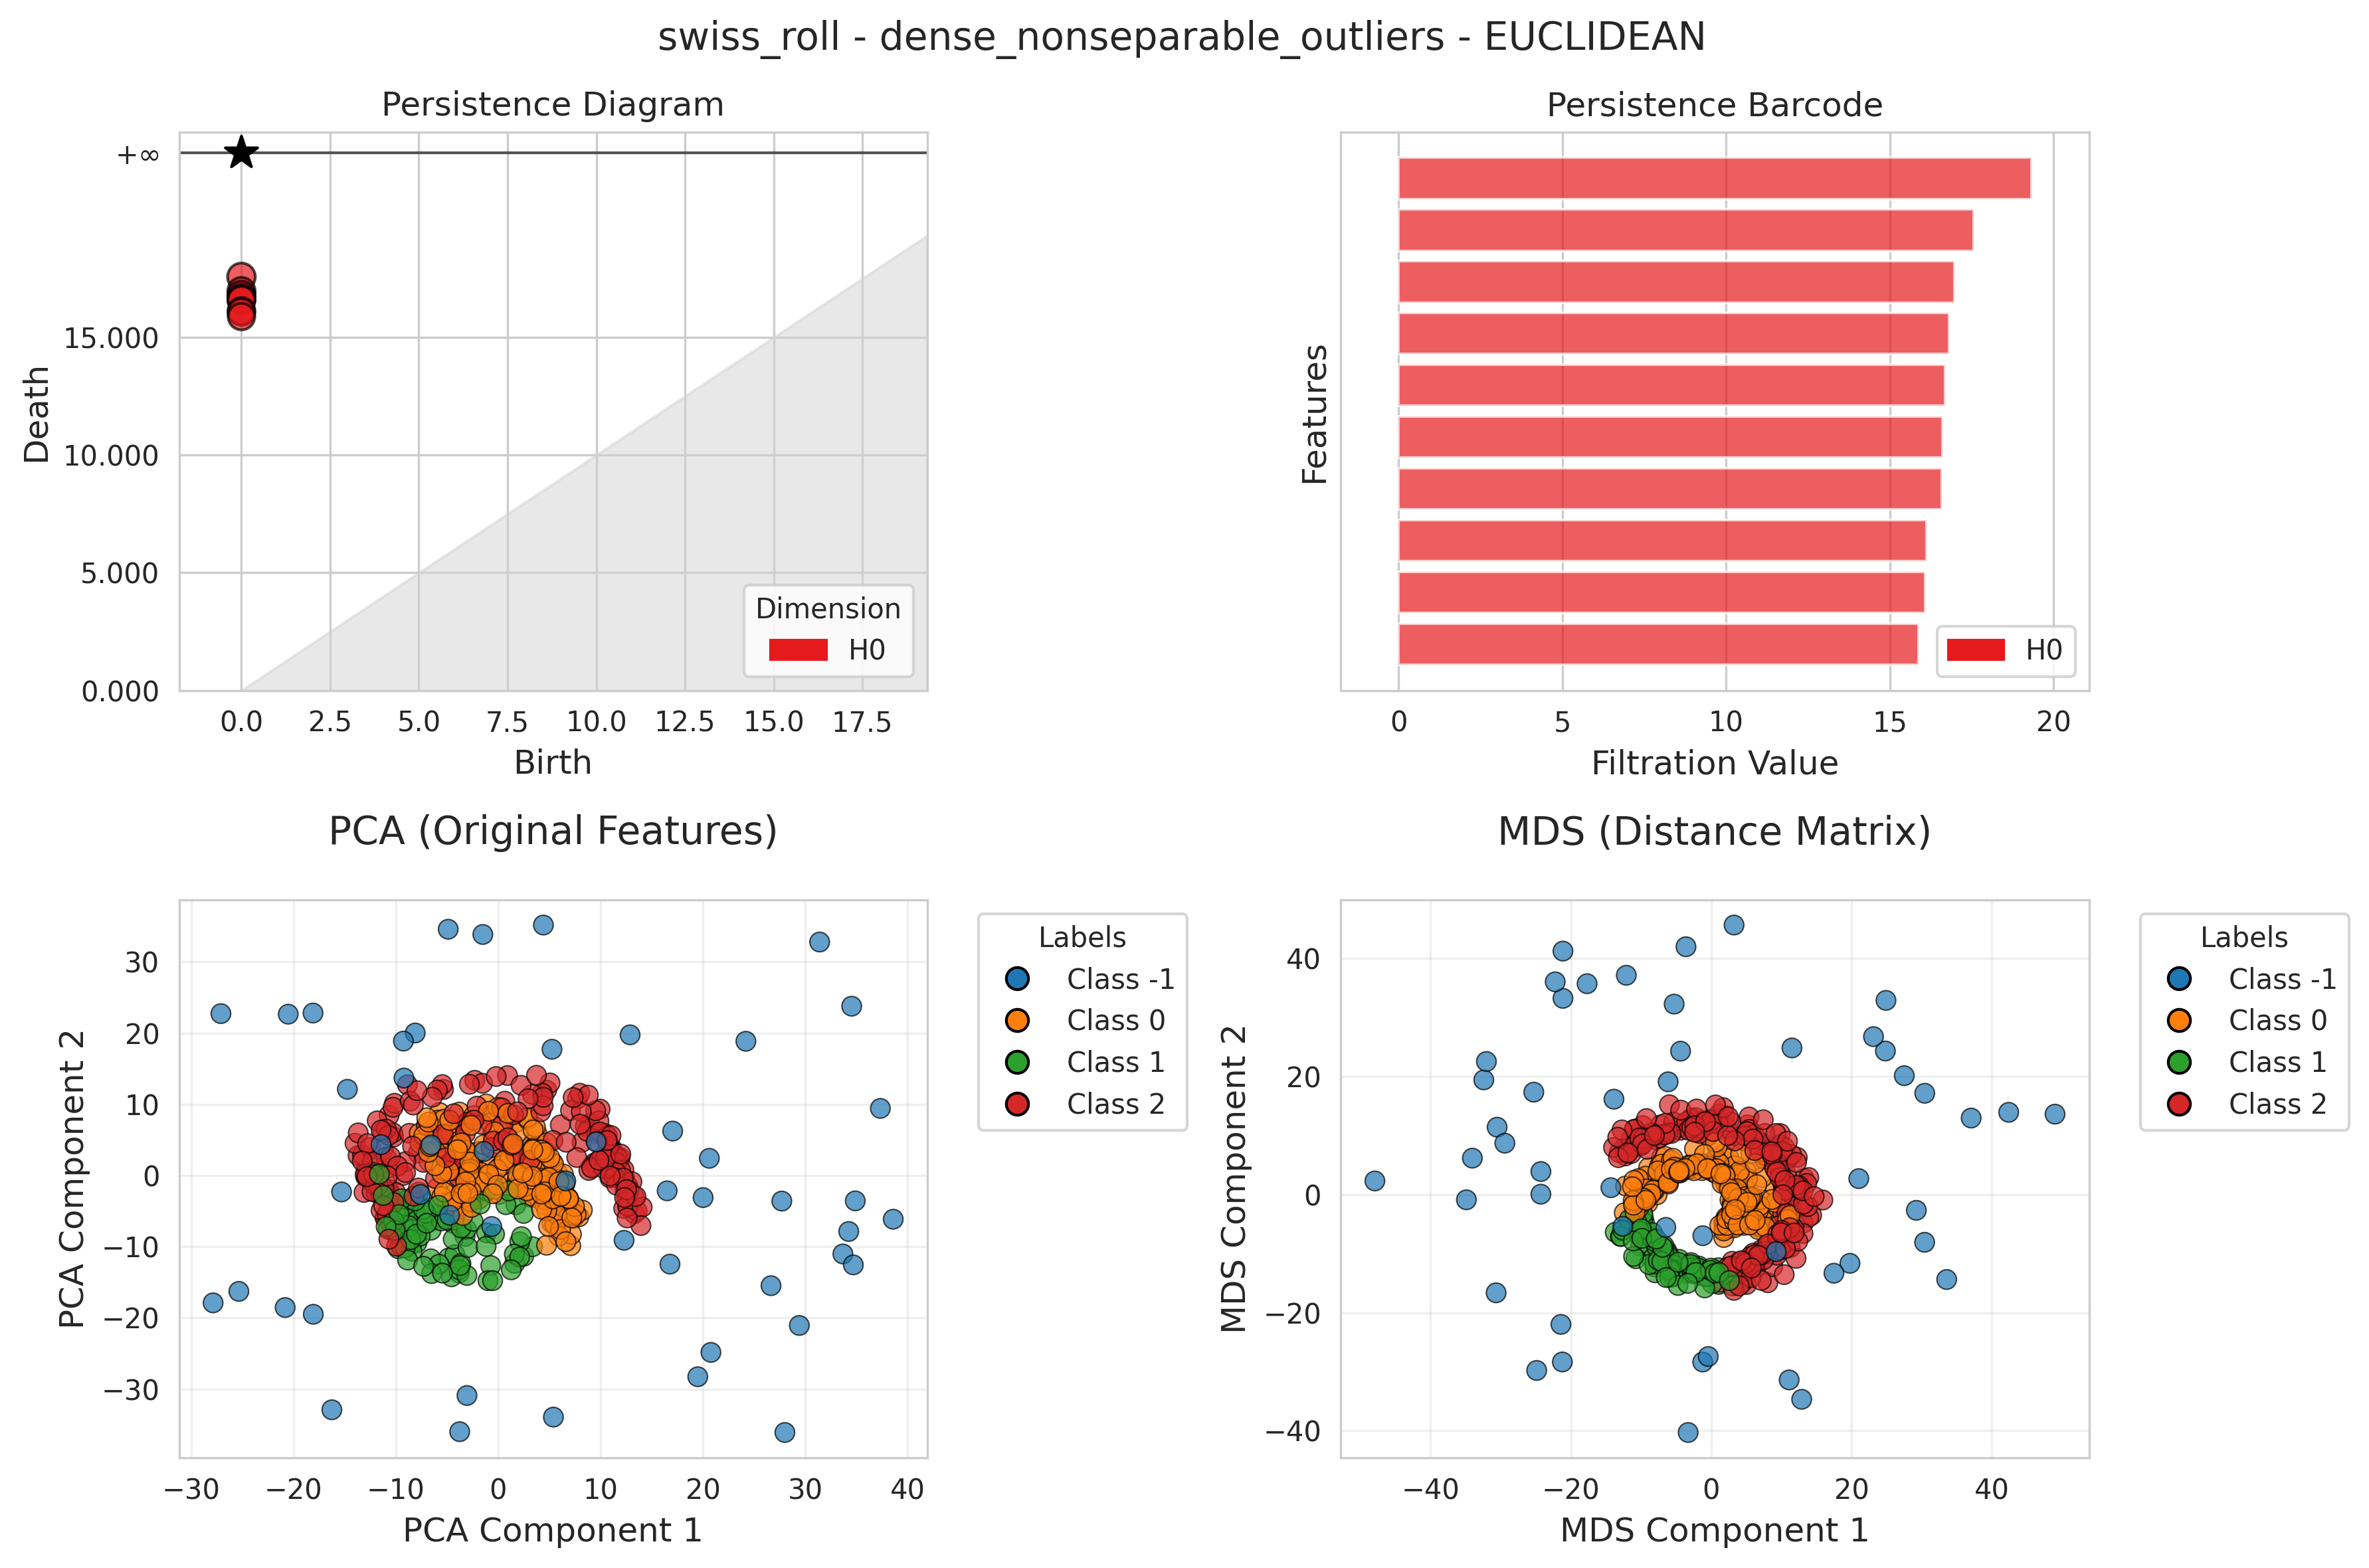 swiss_roll - dense_nonseparable_outliers - EUCLIDEAN
Persistence Diagram
+∞
15.000
10.000
5.000
0.000
Death
0.0 2.5 5.0 7.5 10.0 12.5 15.0 17.5
Birth
Dimension
H0
Persistence Barcode
Features
0 5 10 15 20
Filtration Value
H0
PCA (Original Features)
30
20
10
0
−10
−20
−30
PCA Component 2
−30 −20 −10 0 10 20 30 40
PCA Component 1
Labels
Class -1
Class 0
Class 1
Class 2
MDS (Distance Matrix)
40
20
0
−20
−40
MDS Component 2
−40 −20 0 20 40
MDS Component 1
Labels
Class -1
Class 0
Class 1
Class 2